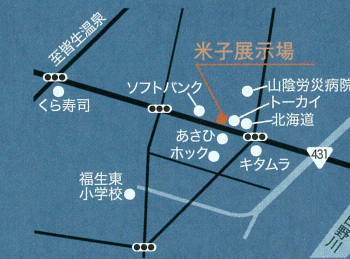 至皆生温泉
米子展示場
ソフトバンク
山陰労災病院
トーカイ
くら寿司
北海道
あさひ
ホック
キタムラ
431
福生東
小学校
日野川